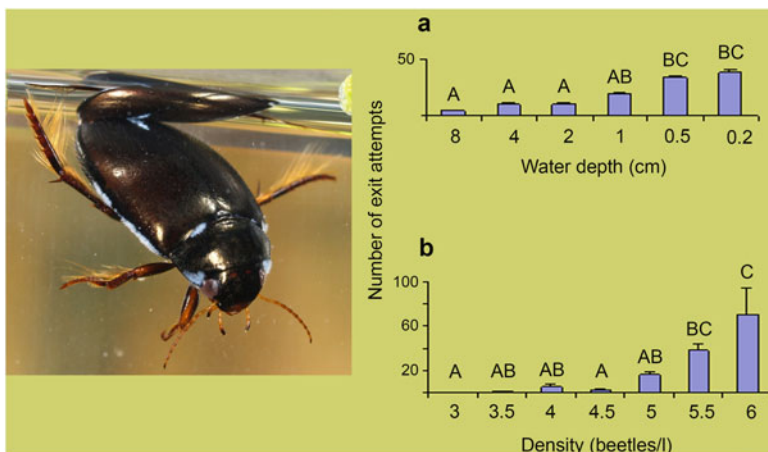 a
50
A A A AB BC BC
8 4 2 1 0.5 0.2
Water depth (cm)
Number of exit attempts
b
100
60
20
A AB AB A AB BC C
3 3.5 4 4.5 5 5.5 6
Density (beetles/l)